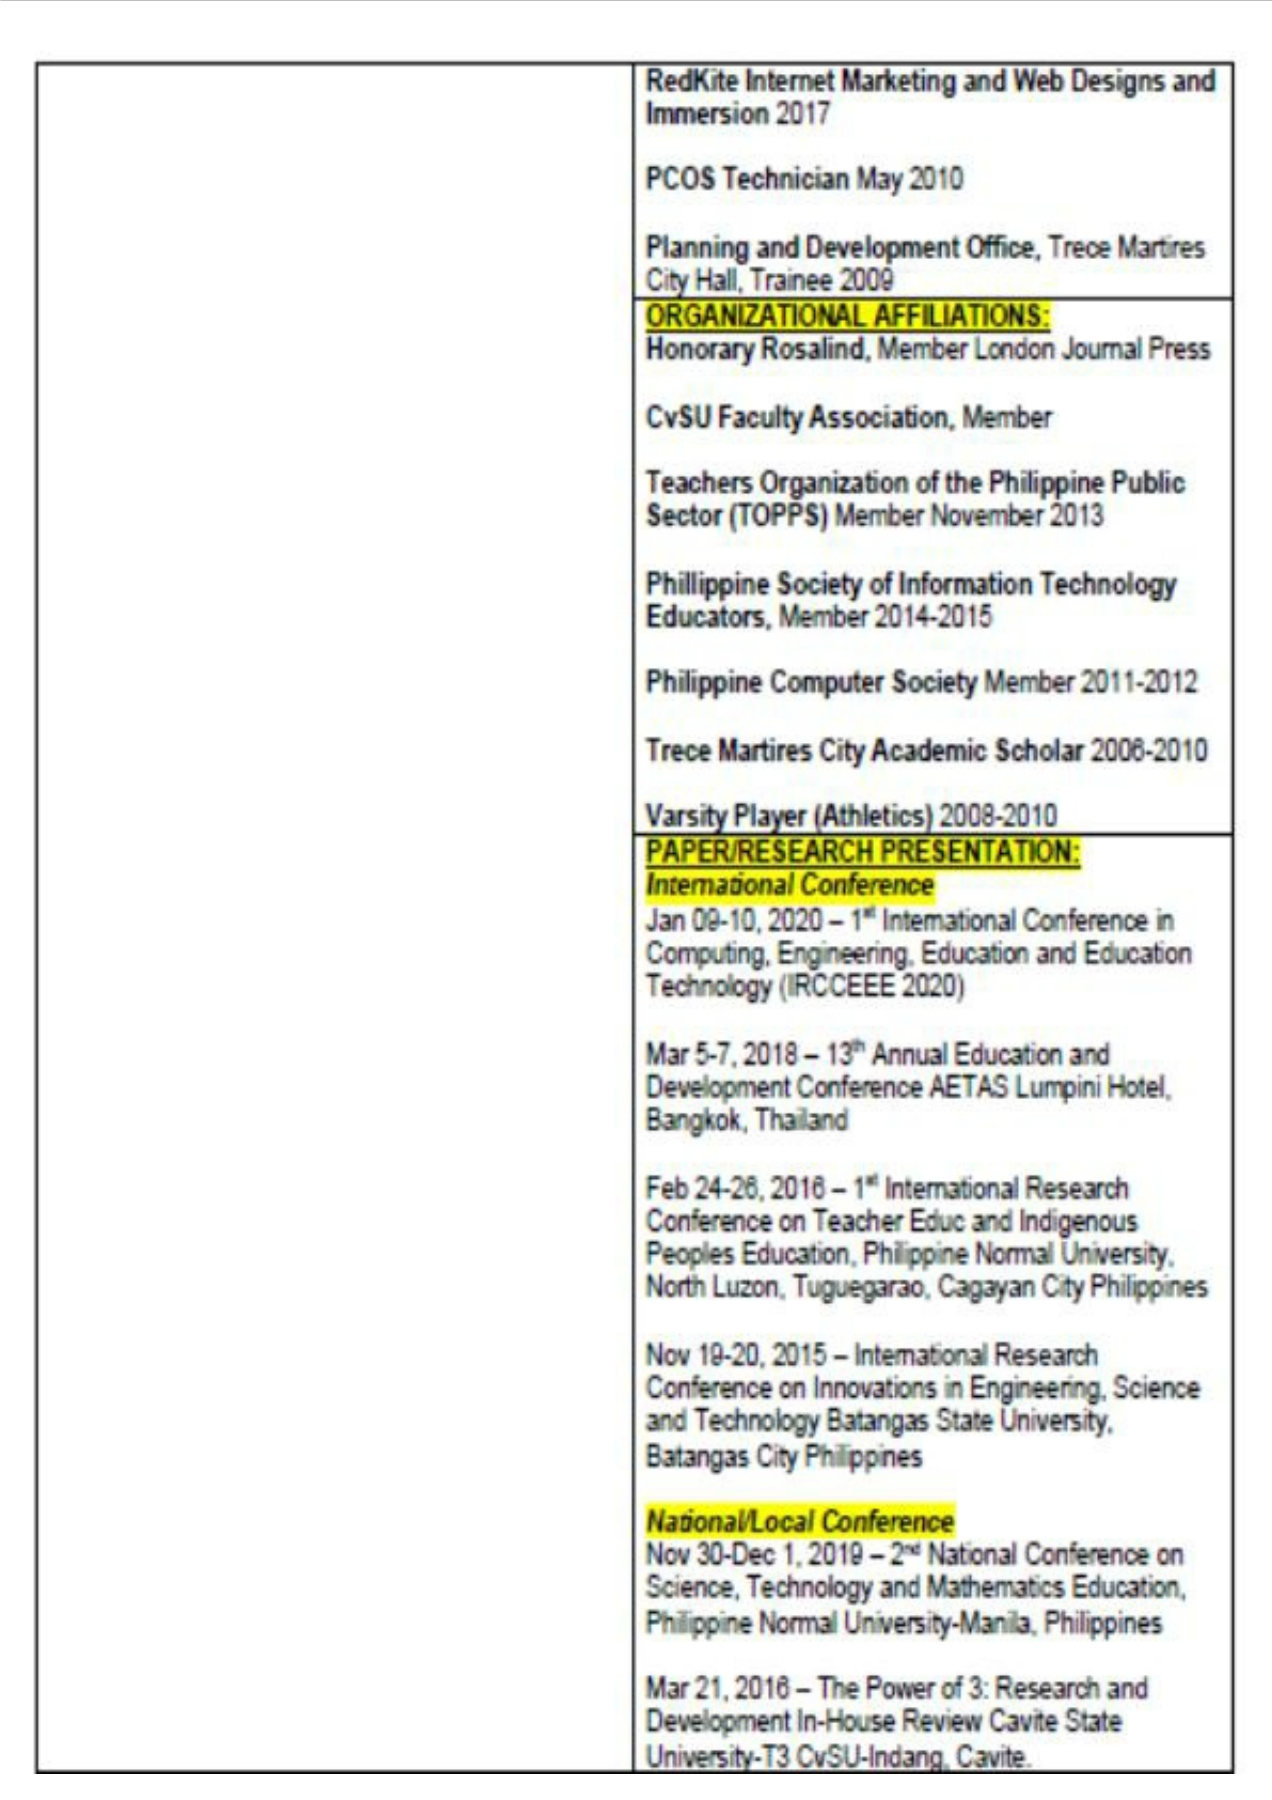 RedKite Internet Marketing and Web Designs and
Immersion 2017
PCOS Technician May 2010
Planning and Development Office, Trece Martires
City Hall, Trainee 2009
ORGANIZATIONAL AFFILIATIONS:
Honorary Rosalind, Member London Journal Press
CvSU Faculty Association, Member
Teachers Organization of the Philippine Public
Sector (TOPPS) Member November 2013
Phillippine Society of Information Technology
Educators, Member 2014-2015
Philippine Computer Society Member 2011-2012
Trece Martires City Academic Scholar 2006-2010
Varsity Player (Athletics) 2008-2010
PAPER/RESEARCH PRESENTATION:
International Conference
Jan 09-10, 2020 – 1st International Conference in
Computing, Engineering, Education and Education
Technology (IRCCEEE 2020)
Mar 5-7, 2018 – 13th Annual Education and
Development Conference AETAS Lumpini Hotel,
Bangkok, Thailand
Feb 24-26, 2016 – 1st International Research
Conference on Teacher Educ and Indigenous
Peoples Education, Philippine Normal University,
North Luzon, Tuguegarao, Cagayan City Philippines
Nov 19-20, 2015 – International Research
Conference on Innovations in Engineering, Science
and Technology Batangas State University,
Batangas City Philippines
National/Local Conference
Nov 30-Dec 1, 2019 – 2nd National Conference on
Science, Technology and Mathematics Education,
Philippine Normal University-Manila, Philippines
Mar 21, 2016 – The Power of 3: Research and
Development In-House Review Cavite State
University-T3 CvSU-Indang, Cavite.